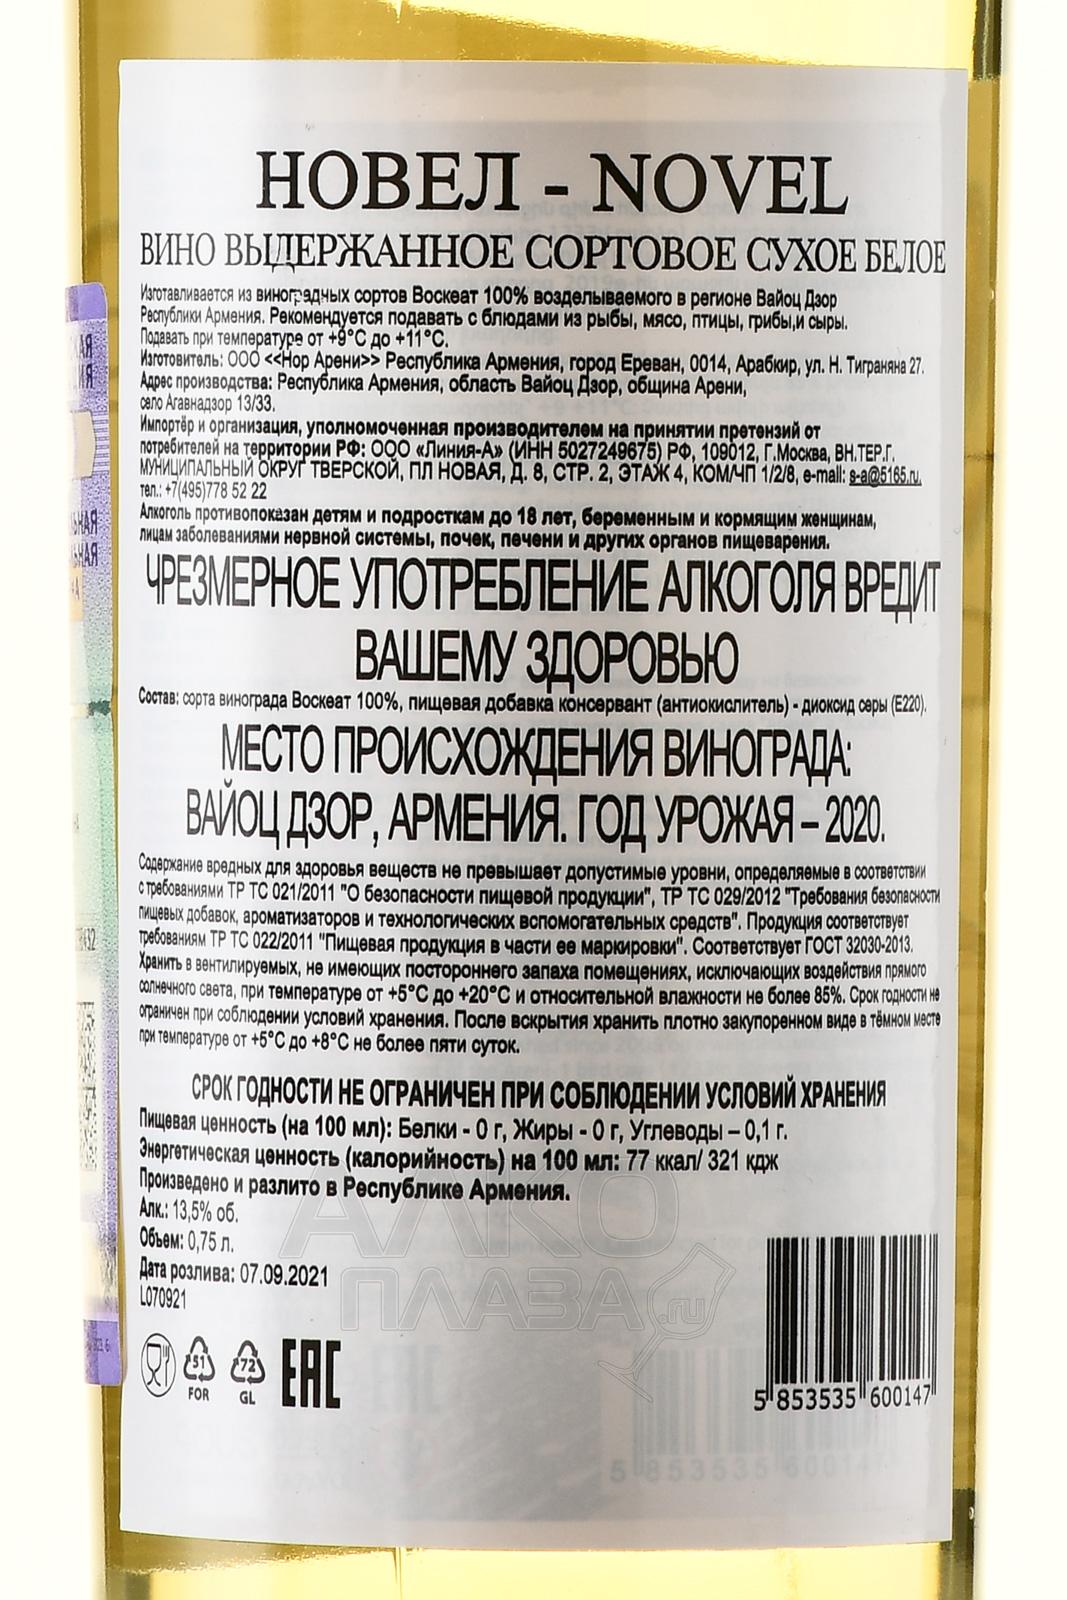 НОВЕЛ - NOVEL
ВИНО ВЫДЕРЖАННОЕ СОРТОВОЕ СУХОЕ БЕЛОЕ
Изготавливается из виноградных сортов Воскеат 100% возделываемого в регионе Вайоц Дзор
Республики Армения. Рекомендуется подавать с блюдами из рыбы, мясо, птицы, грибы,и сыры.
Подавать при температуре от +9°С до +11°С.
Изготовитель: ООО <<Нор Арени>> Республика Армения, город Ереван, 0014, Арабкир, ул. Н. Тиграняна 27.
Адрес производства: Республика Армения, область Вайоц Дзор, община Арени,
село Агавнадзор 13/33.
Импортёр и организация, уполномоченная производителем на принятии претензий от
потребителей на территории РФ: ООО «Линия-А» (ИНН 5027249675) РФ, 109012, Г.Москва, ВН.ТЕР.Г.
МУНИЦИПАЛЬНЫЙ ОКРУГ ТВЕРСКОЙ, ПЛ НОВАЯ, Д. 8, СТР. 2, ЭТАЖ 4, КОМ/ЧП 1/2/8, e-mail: s-a@5165.ru,
тел.: +7(495)778 52 22
Алкоголь противопоказан детям и подросткам до 18 лет, беременным и кормящим женщинам,
лицам заболеваниями нервной системы, почек, печени и других органов пищеварения.
ЧРЕЗМЕРНОЕ УПОТРЕБЛЕНИЕ АЛКОГОЛЯ ВРЕДИТ
ВАШЕМУ ЗДОРОВЬЮ
Состав: сорта винограда Воскеат 100%, пищевая добавка консервант (антиокислитель) - диоксид серы (Е220).
МЕСТО ПРОИСХОЖДЕНИЯ ВИНОГРАДА:
ВАЙОЦ ДЗОР, АРМЕНИЯ. ГОД УРОЖАЯ – 2020.
Содержание вредных для здоровья веществ не превышает допустимые уровни, определяемые в соответствии
с требованиями ТР ТС 021/2011 "О безопасности пищевой продукции", ТР ТС 029/2012 "Требования безопасности
пищевых добавок, ароматизаторов и технологических вспомогательных средств". Продукция соответствует
требованиям ТР ТС 022/2011 "Пищевая продукция в части ее маркировки". Соответствует ГОСТ 32030-2013.
Хранить в вентилируемых, не имеющих постороннего запаха помещениях, исключающих воздействия прямого
солнечного света, при температуре от +5°С до +20°С и относительной влажности не более 85%. Срок годности не
ограничен при соблюдении условий хранения. После вскрытия хранить плотно закупоренном виде в тёмном месте
при температуре от +5°С до +8°С не более пяти суток.
СРОК ГОДНОСТИ НЕ ОГРАНИЧЕН ПРИ СОБЛЮДЕНИИ УСЛОВИЙ ХРАНЕНИЯ
Пищевая ценность (на 100 мл): Белки - 0 г, Жиры - 0 г, Углеводы – 0,1 г.
Энергетическая ценность (калорийность) на 100 мл: 77 ккал/ 321 кдж
Произведено и разлито в Республике Армения.
Алк.: 13,5% об.
Объем: 0,75 л.
Дата розлива: 07.09.2021
L070921
АЛКО
ПЛАЗА.ru
51 72 EAC
FOR GL
5 853535 600147